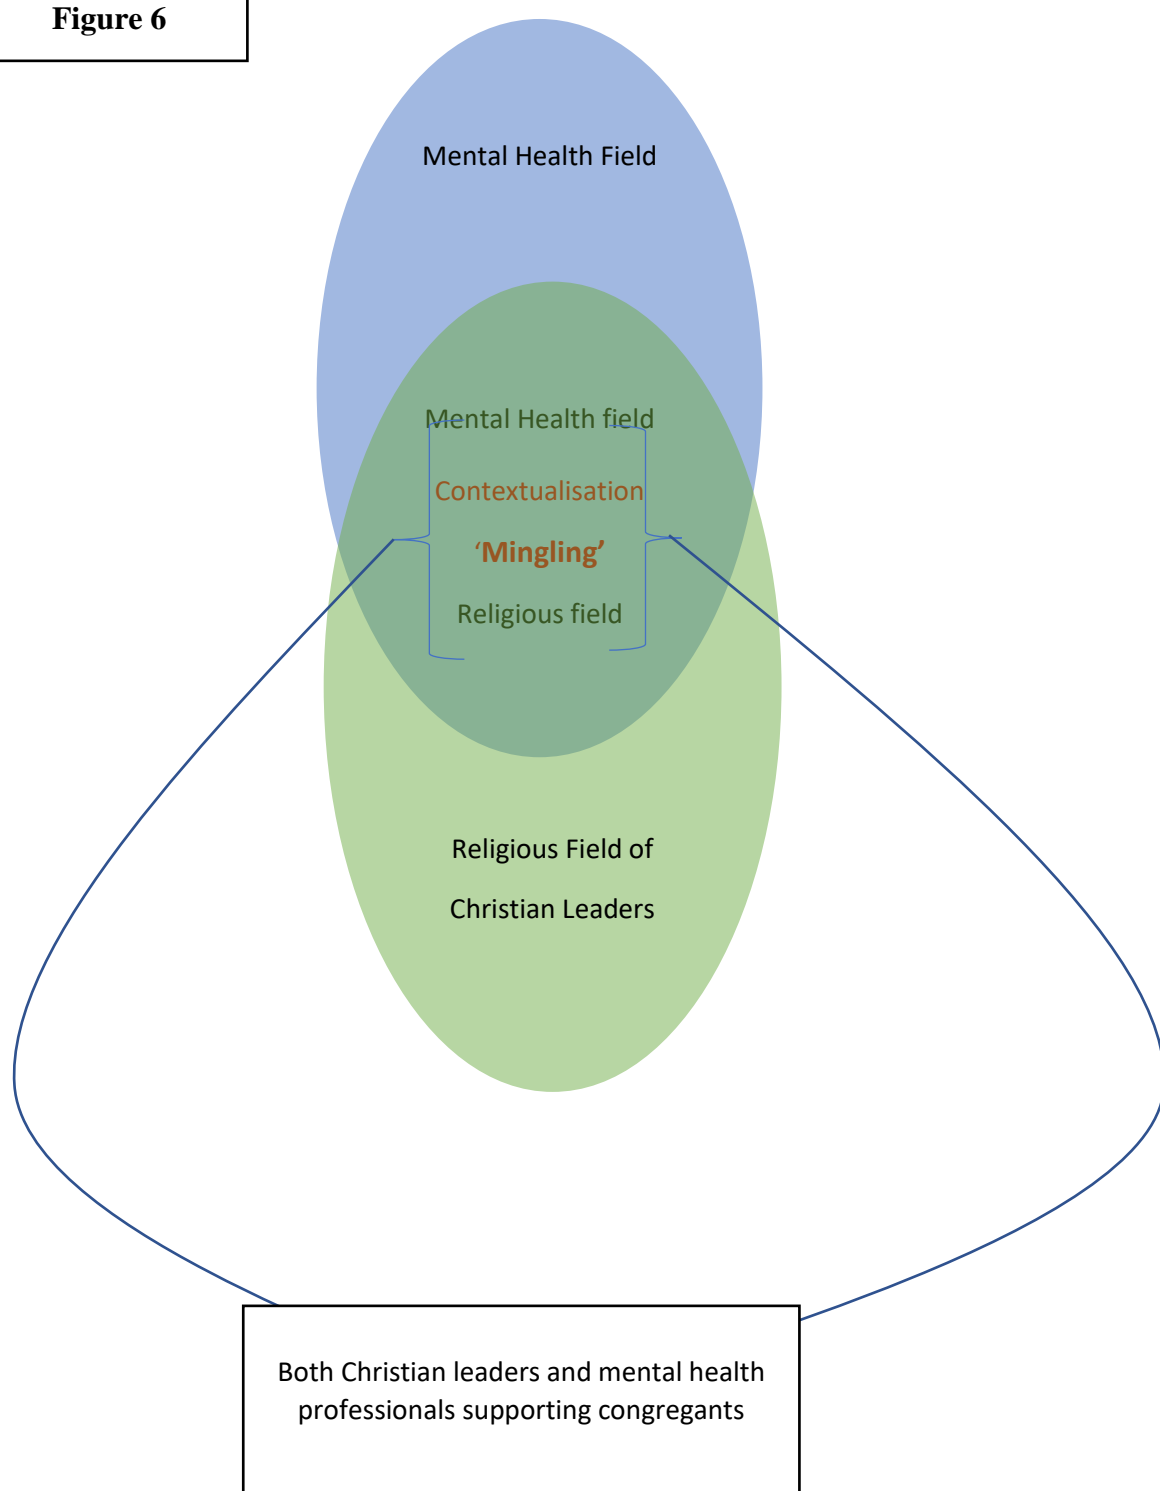 Figure 6
Mental Health Field
Mental Health field
Contextualisation
‘Mingling’
Religious field
Religious Field of
Christian Leaders
Both Christian leaders and mental health
professionals supporting congregants